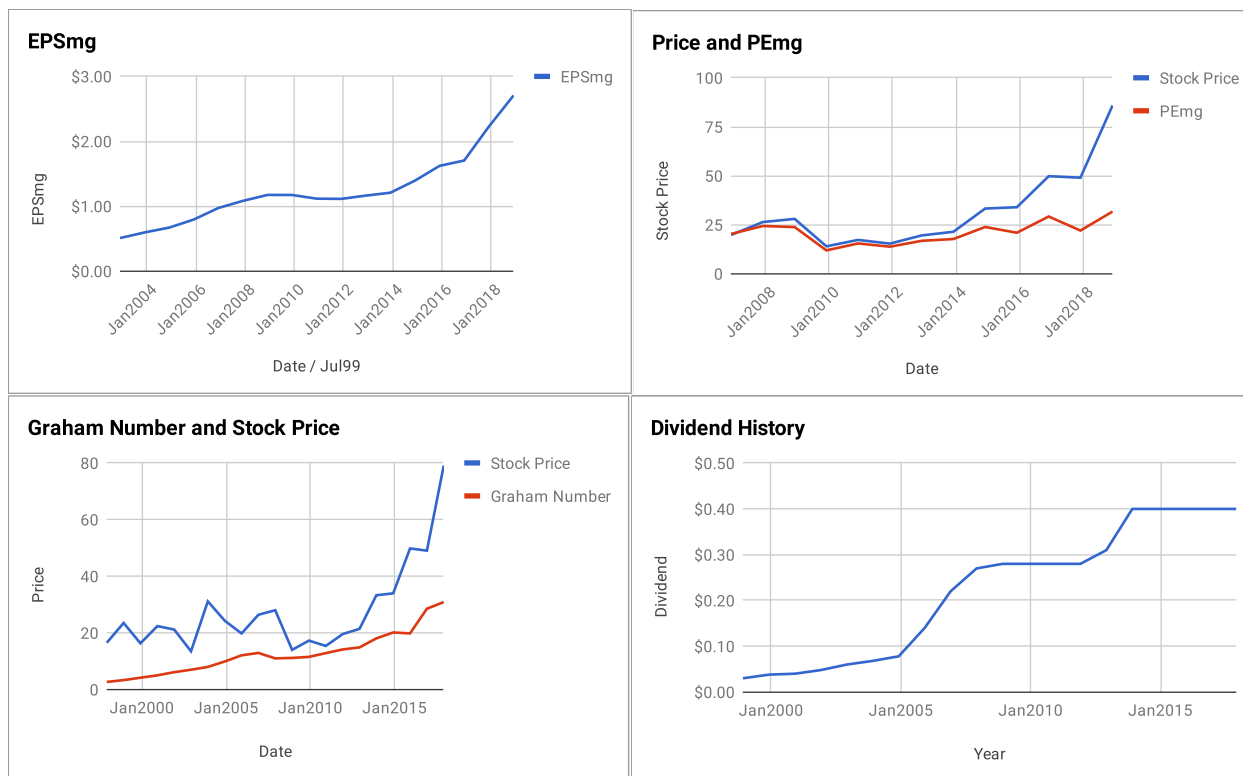 EPSmg
$3.00
$2.00
$1.00
$0.00
EPSmg
EPSmg
Jan2004
Jan2006
Jan2008
Jan2010
Jan2012
Jan2014
Jan2016
Jan2018
Date / Jul99
Price and PEmg
100
75
50
25
0
Stock Price
Stock Price
PEmg
Jan2008
Jan2010
Jan2012
Jan2014
Jan2016
Jan2018
Date
Graham Number and Stock Price
80
60
40
20
0
Price
Stock Price
Graham Number
Jan2000
Jan2005
Jan2010
Jan2015
Date
Dividend History
$0.50
$0.40
$0.30
$0.20
$0.10
$0.00
Dividend
Jan2000
Jan2005
Jan2010
Jan2015
Year